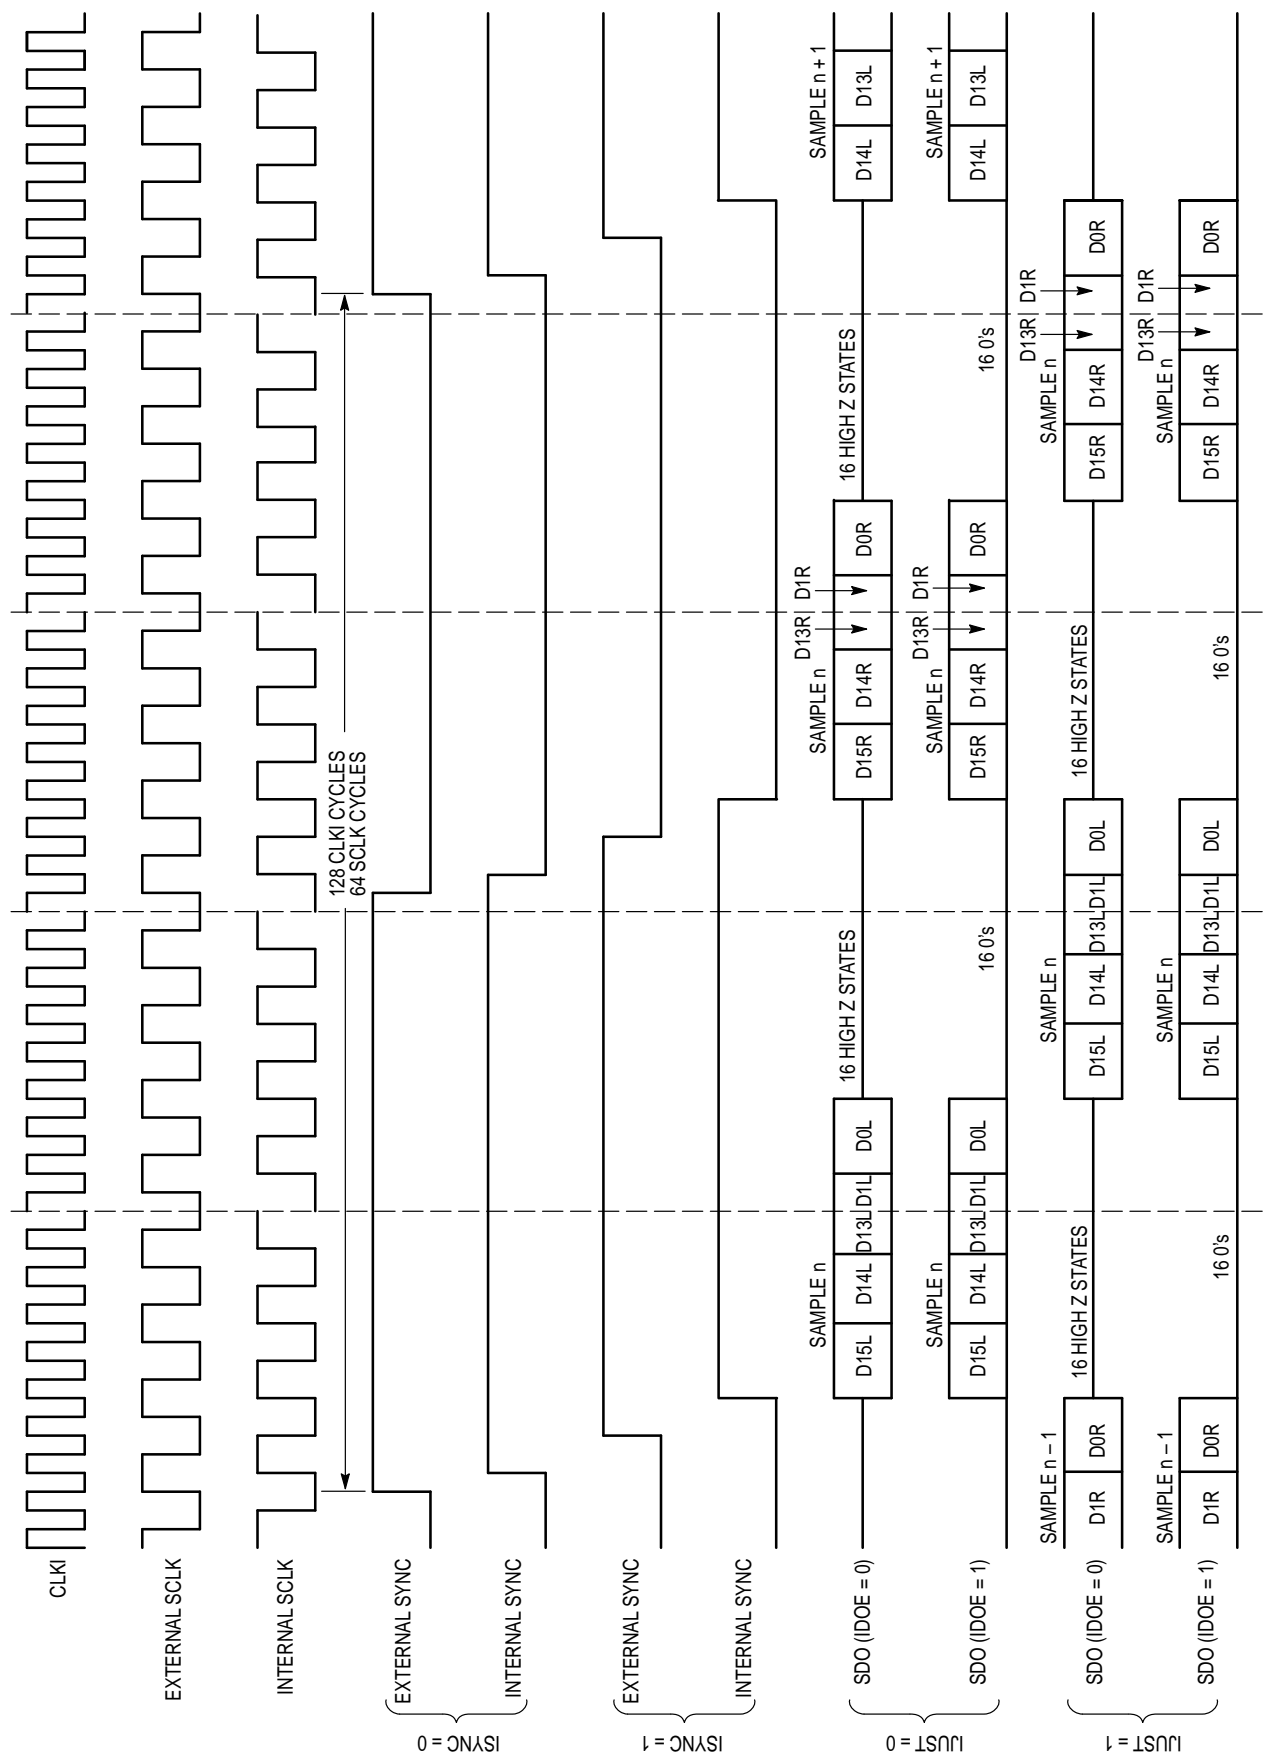 CLKI
EXTERNAL SCLK
INTERNAL SCLK
128 CLKI CYCLES
64 SCLK CYCLES
ISYNC = 0
EXTERNAL SYNC
INTERNAL SYNC
ISYNC = 1
EXTERNAL SYNC
INTERNAL SYNC
IJUST = 0
SAMPLE n SAMPLE n SAMPLE n + 1
SDO (IDOE = 0) D15L D14L D13L D1L D0L 16 HIGH Z STATES D15R D14R D13R D1R D0R 16 HIGH Z STATES D14L D13L
SAMPLE n SAMPLE n SAMPLE n + 1
SDO (IDOE = 1) D15L D14L D13L D1L D0L 16 0's D15R D14R D13R D1R D0R 16 0's D14L D13L
IJUST = 1
SAMPLE n – 1 SAMPLE n SAMPLE n
SDO (IDOE = 0) D1R D0R 16 HIGH Z STATES D15L D14L D13L D1L D0L 16 HIGH Z STATES D15R D14R D13R D1R D0R
SAMPLE n – 1 SAMPLE n SAMPLE n
SDO (IDOE = 1) D1R D0R 16 0's D15L D14L D13L D1L D0L 16 0's D15R D14R D13R D1R D0R